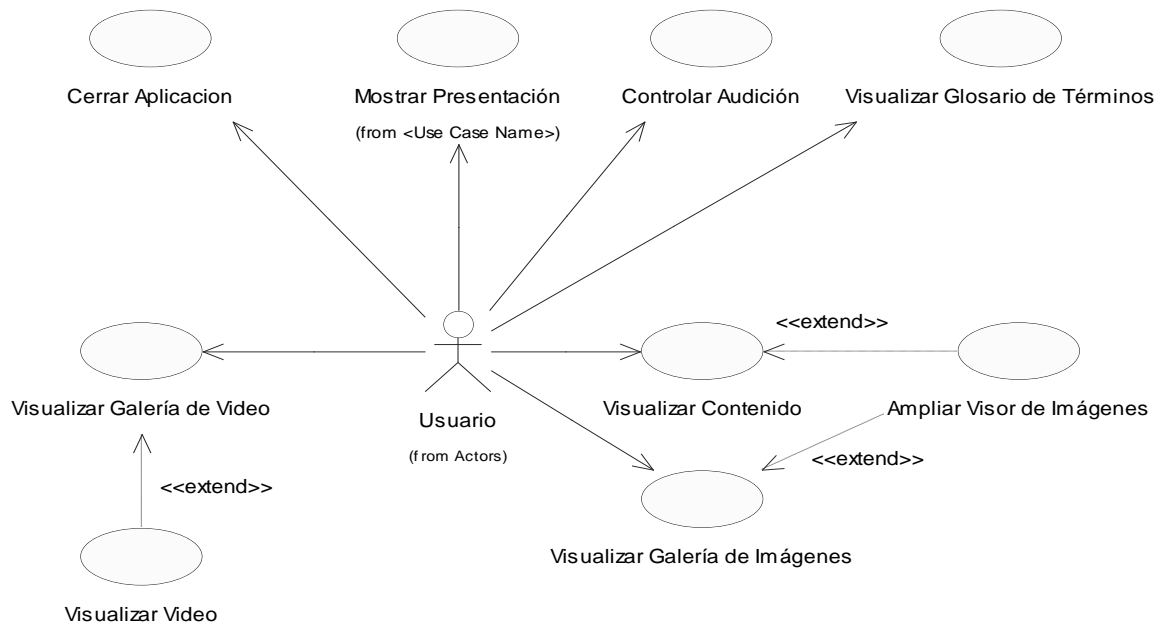 Cerrar Aplicacion
Mostrar Presentación
(from <Use Case Name>)
Controlar Audición
Visualizar Glosario de Términos
<<extend>>
Visualizar Galería de Video
Usuario
(from Actors)
Visualizar Contenido
Ampliar Visor de Imágenes
<<extend>>
<<extend>>
Visualizar Galería de Imágenes
Visualizar Video